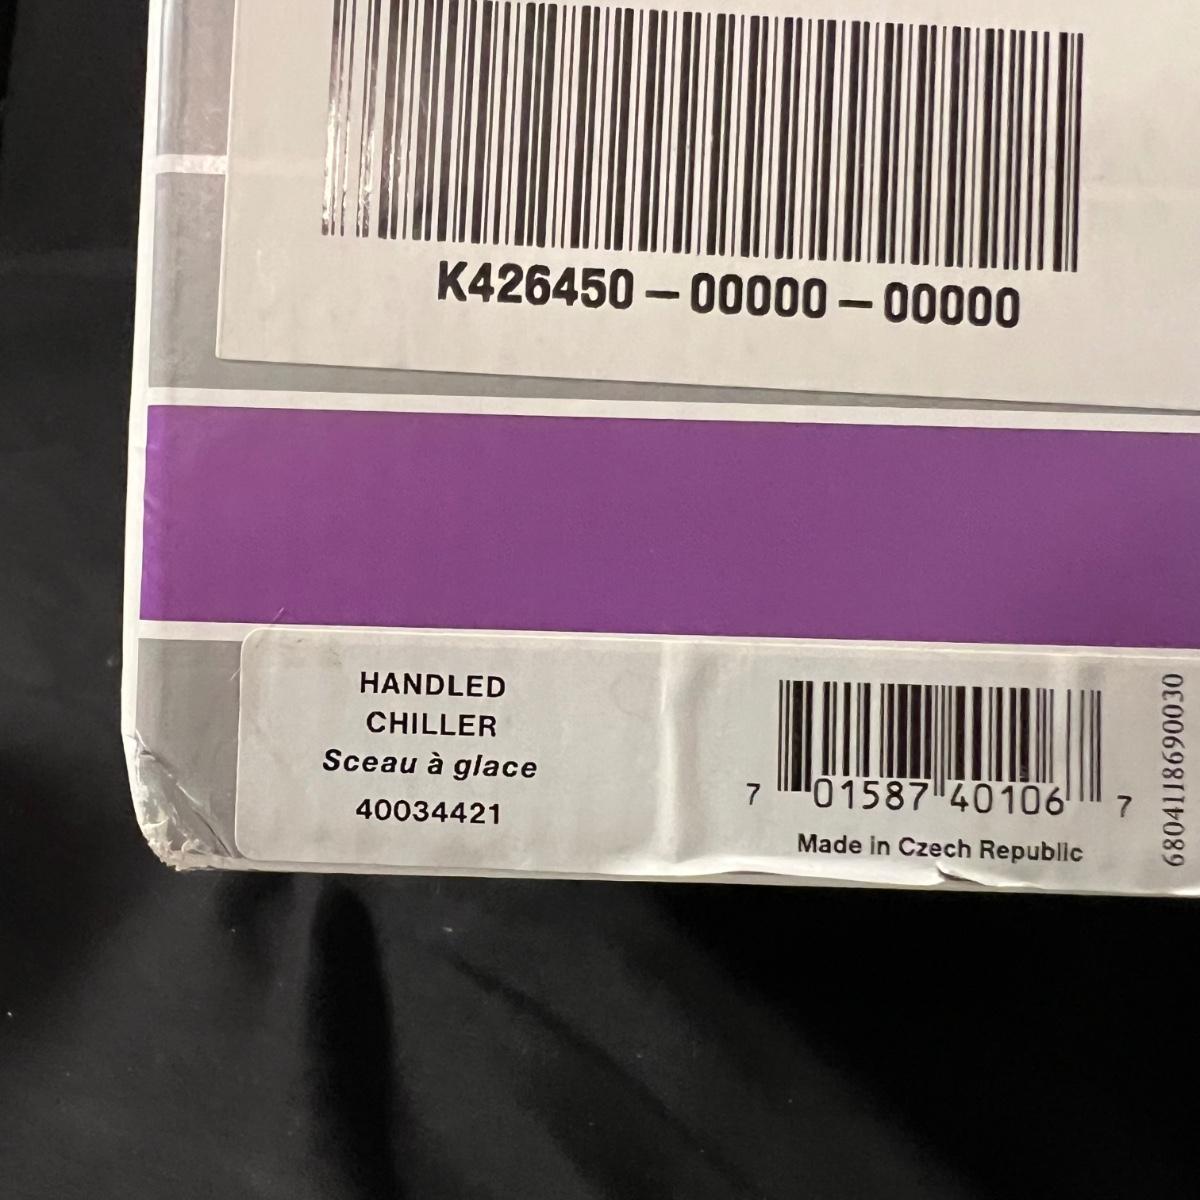 K426450-00000-00000
HANDLED
CHILLER
Sceau à glace
40034421
7 01587 40106 7
Made in Czech Republic
6804118690030